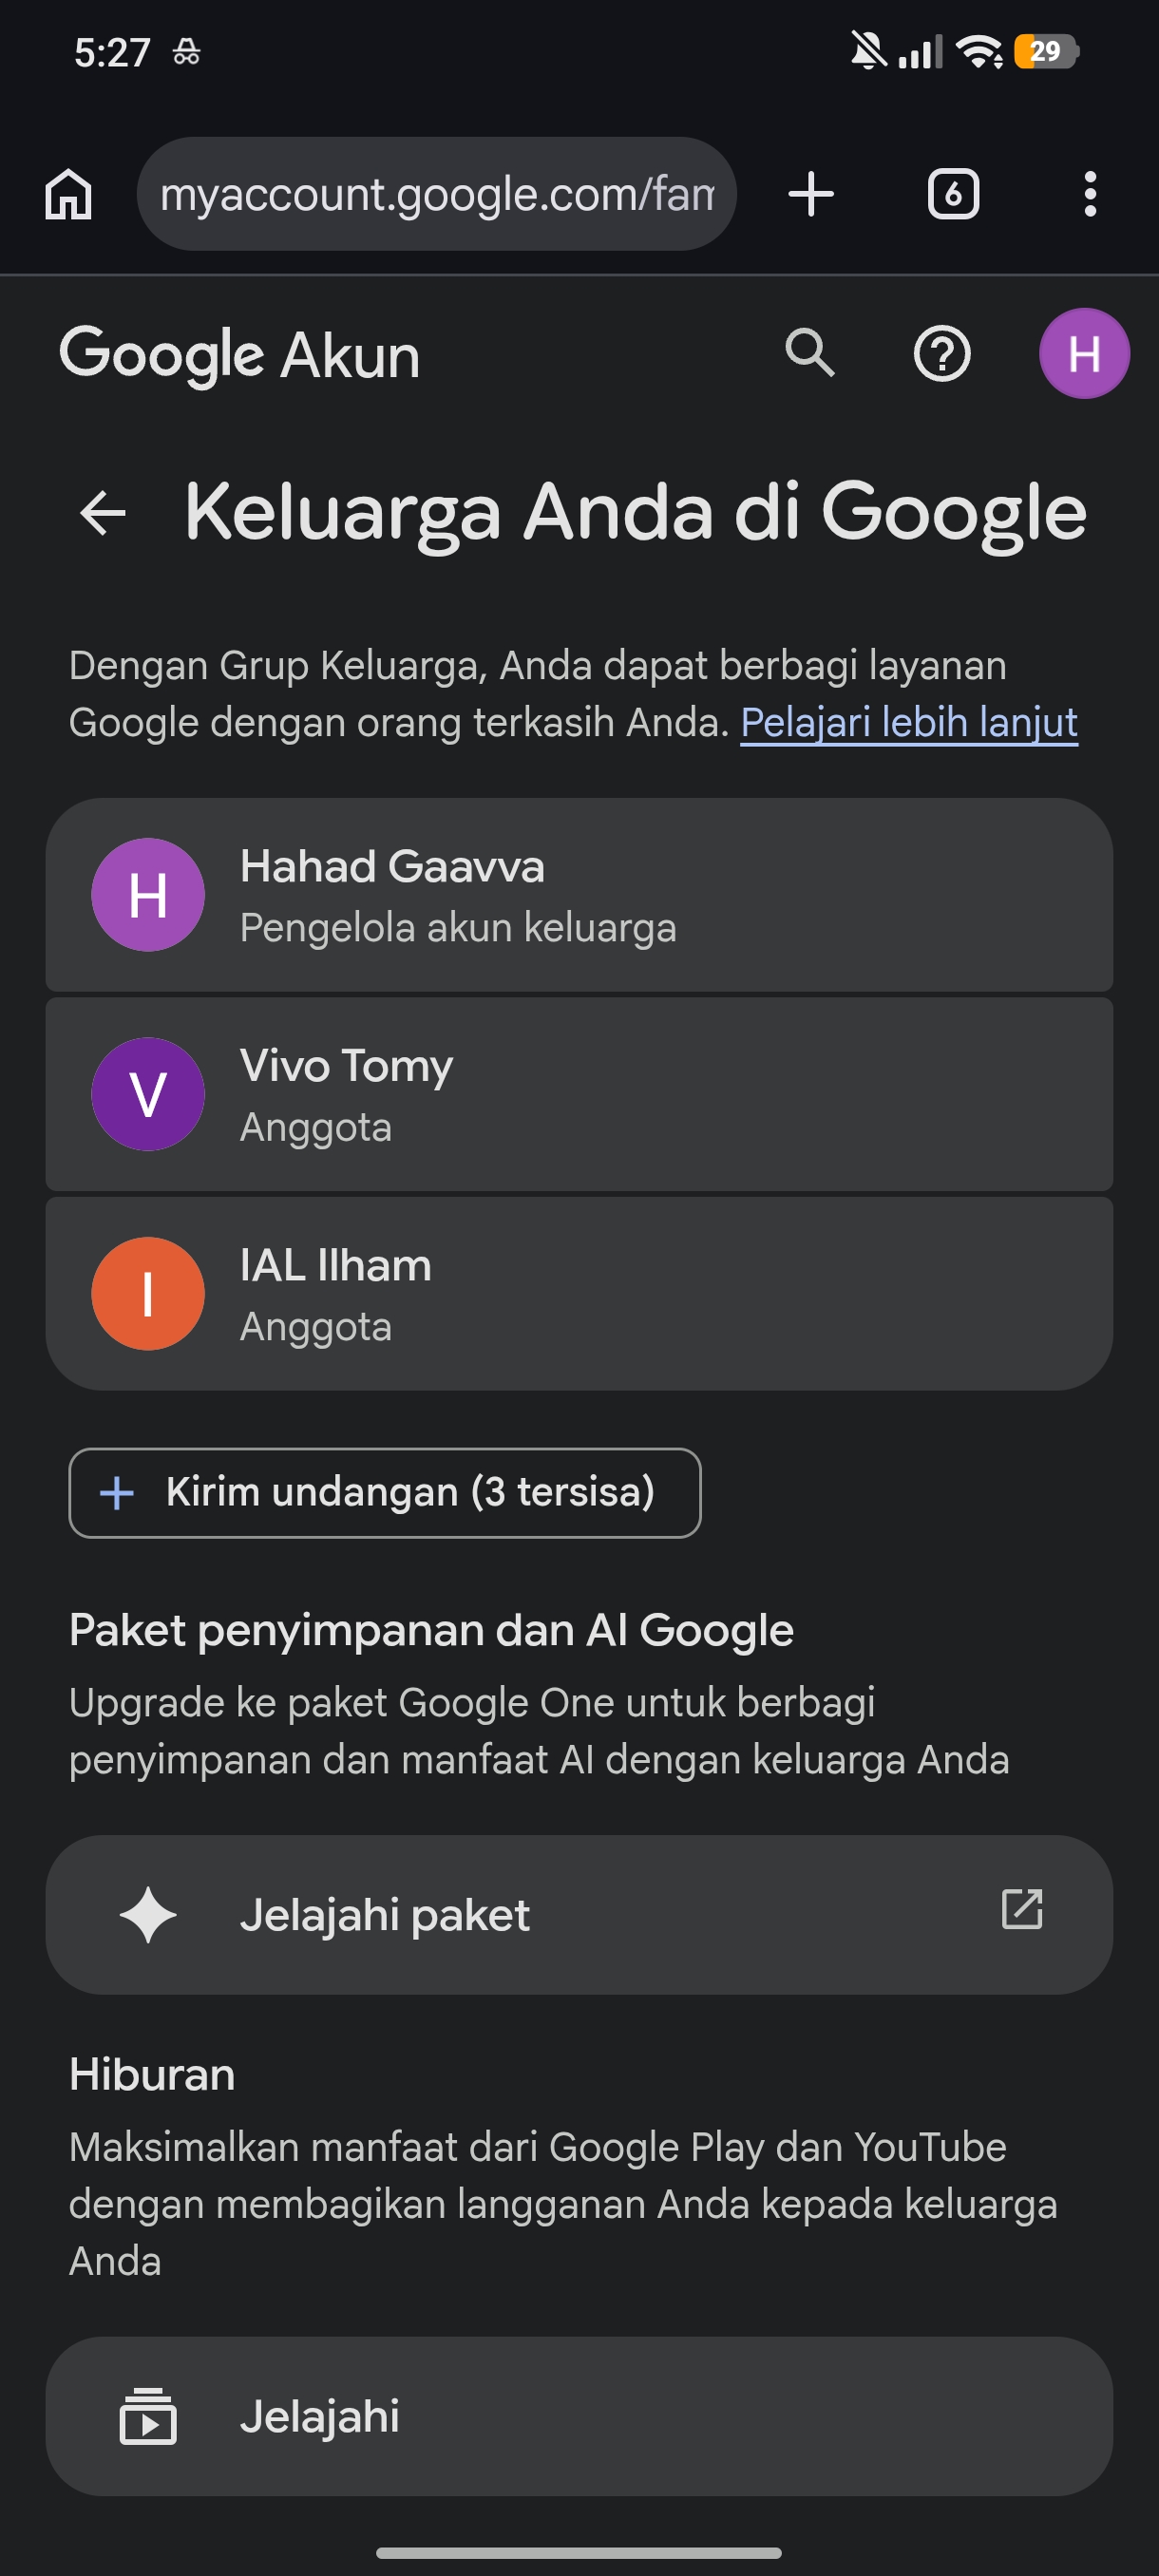 5:27
29
myaccount.google.com/fam
6
Google Akun
H
Keluarga Anda di Google
Dengan Grup Keluarga, Anda dapat berbagi layanan
Google dengan orang terkasih Anda. Pelajari lebih lanjut
H
Hahad Gaavva
Pengelola akun keluarga
V
Vivo Tomy
Anggota
I
IAL Ilham
Anggota
+ Kirim undangan (3 tersisa)
Paket penyimpanan dan AI Google
Upgrade ke paket Google One untuk berbagi
penyimpanan dan manfaat AI dengan keluarga Anda
Jelajahi paket
Hiburan
Maksimalkan manfaat dari Google Play dan YouTube
dengan membagikan langganan Anda kepada keluarga
Anda
Jelajahi